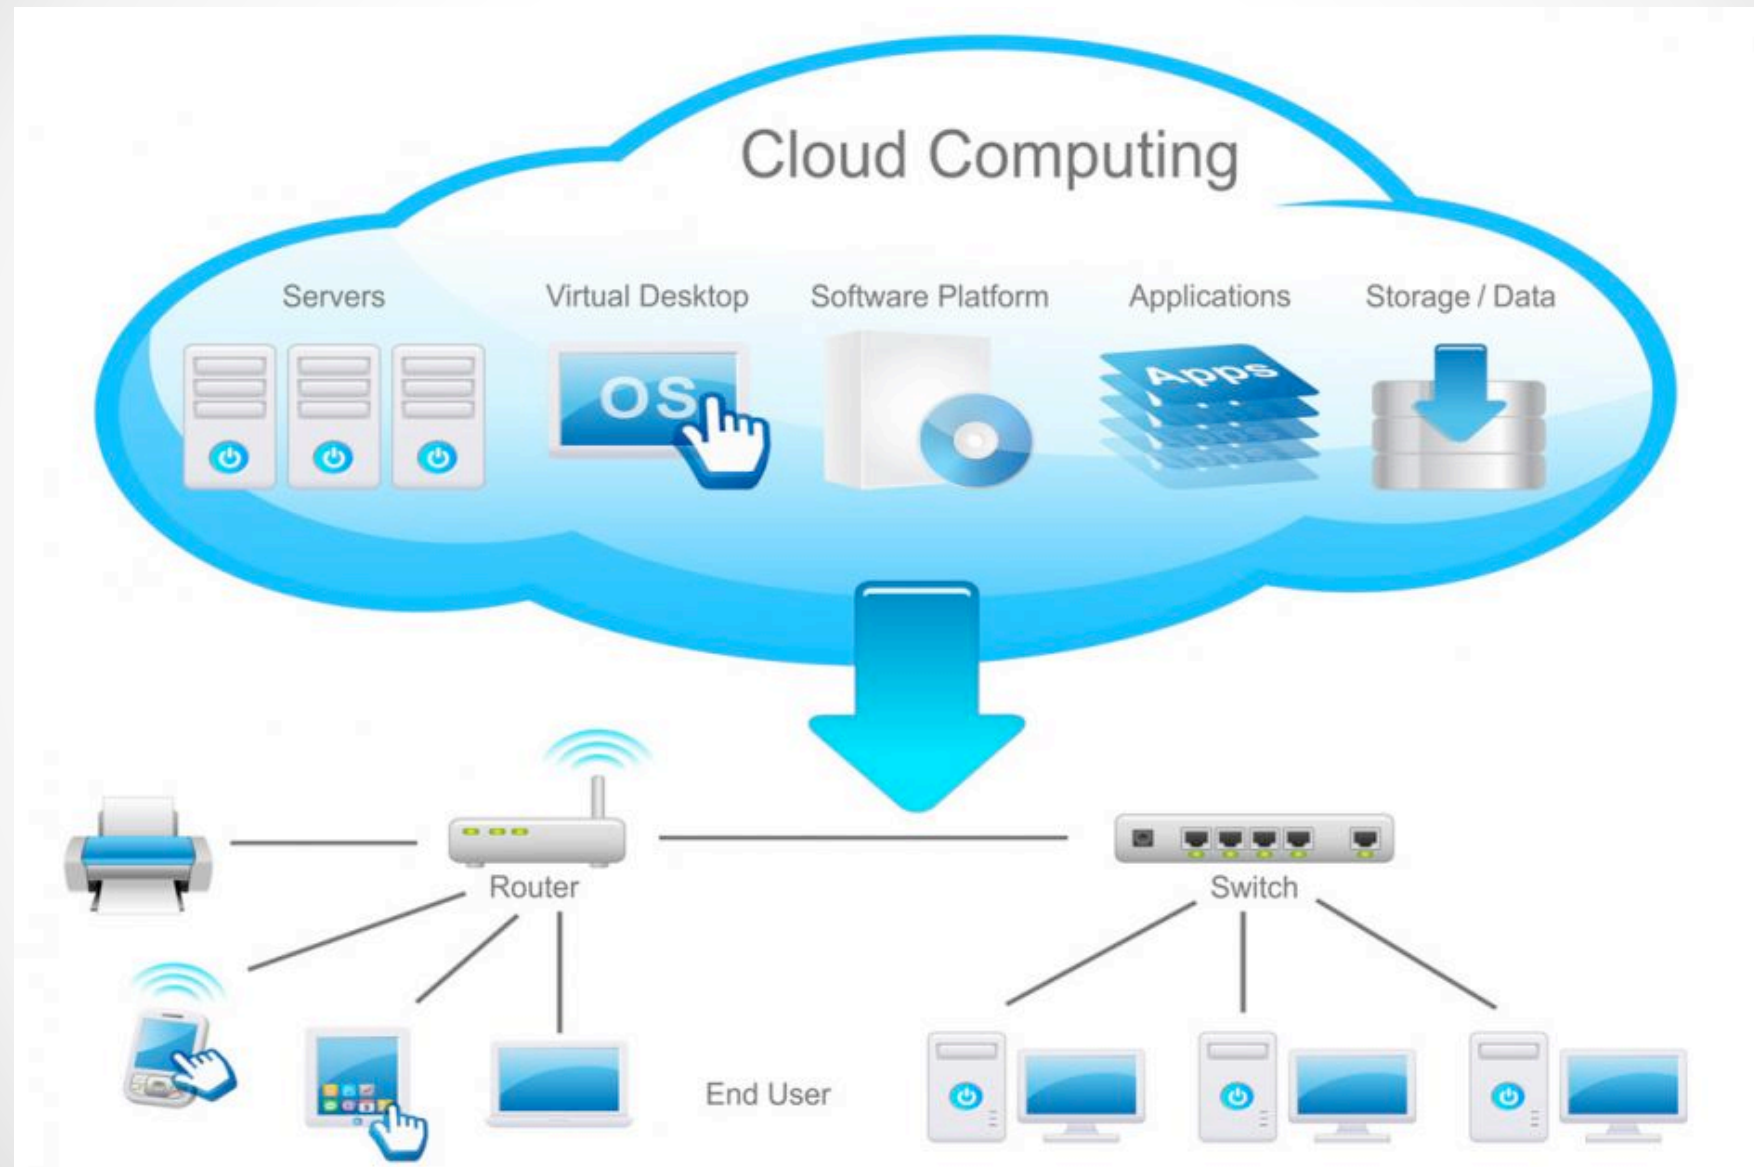 Cloud Computing
Servers
Virtual Desktop
Software Platform
Applications
Storage / Data
OS
Apps
Router
Switch
End User